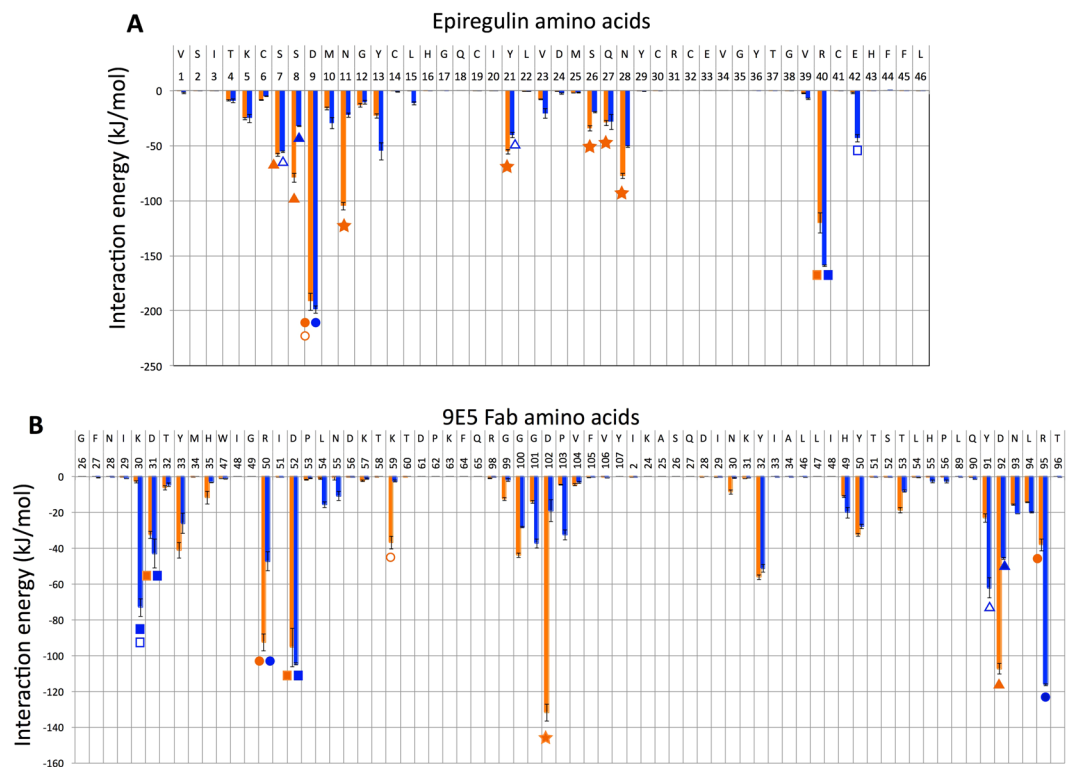 A
Epiregulin amino acids
V S I T K C S S D M N G Y C L H G Q C I Y L V D M S Q N Y C R C E V G Y T G V R C E H F F L
1 2 3 4 5 6 7 8 9 10 11 12 13 14 15 16 17 18 19 20 21 22 23 24 25 26 27 28 29 30 31 32 33 34 35 36 37 38 39 40 41 42 43 44 45 46
Interaction energy (kJ/mol)
0
-50
-100
-150
-200
-250
B
9E5 Fab amino acids
G F N I K D T Y M H W I G R I D P L N D K T K T D P K F Q R G G G D P V F V Y I K A S Q D I N K Y I A L L I H Y T S T L H P L Q Y D N L R T
26 27 28 29 30 31 32 33 34 35 47 48 49 50 51 52 53 54 55 56 57 58 59 60 61 62 63 64 65 98 99 100 101 102 103 104 105 106 107 2 24 25 26 27 28 29 30 31 32 33 34 46 47 48 49 50 51 52 53 54 55 56 89 90 91 92 93 94 95 96
Interaction energy (kJ/mol)
0
-20
-40
-60
-80
-100
-120
-140
-160